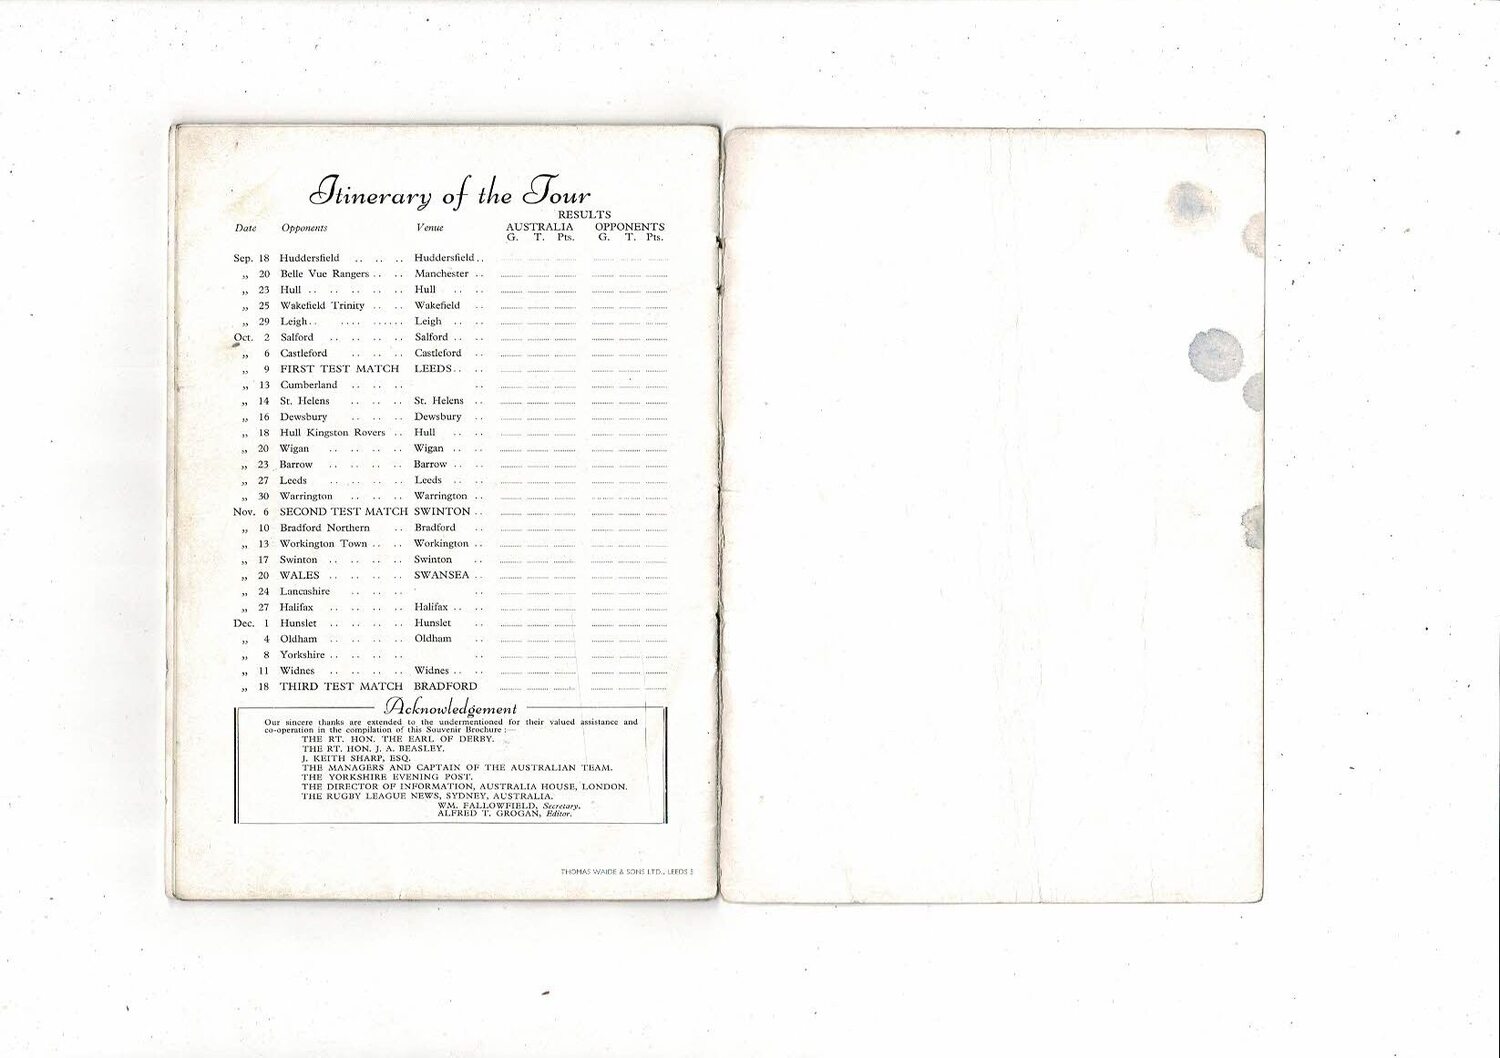 Itinerary of the Tour
RESULTS
Date Opponents Venue AUSTRALIA OPPONENTS
G. T. Pts. G. T. Pts.
Sep. 18 Huddersfield .. .. .. Huddersfield ..
„ 20 Belle Vue Rangers .. .. Manchester ..
„ 23 Hull .. .. .. .. .. .. Hull .. ..
„ 25 Wakefield Trinity .. .. Wakefield ..
„ 29 Leigh .. .... ...... Leigh .. ..
Oct. 2 Salford .. .. .. .. Salford .. ..
„ 6 Castleford .. .. .. Castleford ..
„ 9 FIRST TEST MATCH LEEDS .. ..
„ 13 Cumberland .. .. .. ..
„ 14 St. Helens .. .. .. St. Helens ..
„ 16 Dewsbury .. .. .. Dewsbury ..
„ 18 Hull Kingston Rovers .. Hull .. ..
„ 20 Wigan .. .. .. .. Wigan .. ..
„ 23 Barrow .. .. .. .. Barrow .. ..
„ 27 Leeds .. .. .. .. Leeds .. ..
„ 30 Warrington .. .. .. Warrington ..
Nov. 6 SECOND TEST MATCH SWINTON ..
„ 10 Bradford Northern .. Bradford ..
„ 13 Workington Town .. .. Workington ..
„ 17 Swinton .. .. .. .. Swinton ..
„ 20 WALES .. .. .. .. SWANSEA ..
„ 24 Lancashire .. .. .. ..
„ 27 Halifax .. .. .. .. Halifax .. ..
Dec. 1 Hunslet .. .. .. .. Hunslet ..
„ 4 Oldham .. .. .. .. Oldham ..
„ 8 Yorkshire .. .. .. .. ..
„ 11 Widnes .. .. .. .. Widnes .. ..
„ 18 THIRD TEST MATCH BRADFORD
Acknowledgement
Our sincere thanks are extended to the undermentioned for their valued assistance and
co-operation in the compilation of this Souvenir Brochure :—
THE RT. HON. THE EARL OF DERBY.
THE RT. HON. J. A. BEASLEY.
J. KEITH SHARP, ESQ.
THE MANAGERS AND CAPTAIN OF THE AUSTRALIAN TEAM.
THE YORKSHIRE EVENING POST.
THE DIRECTOR OF INFORMATION, AUSTRALIA HOUSE, LONDON.
THE RUGBY LEAGUE NEWS, SYDNEY, AUSTRALIA.
WM. FALLOWFIELD, Secretary.
ALFRED T. GROGAN, Editor.
THOMAS WAIDE & SONS LTD., LEEDS 5